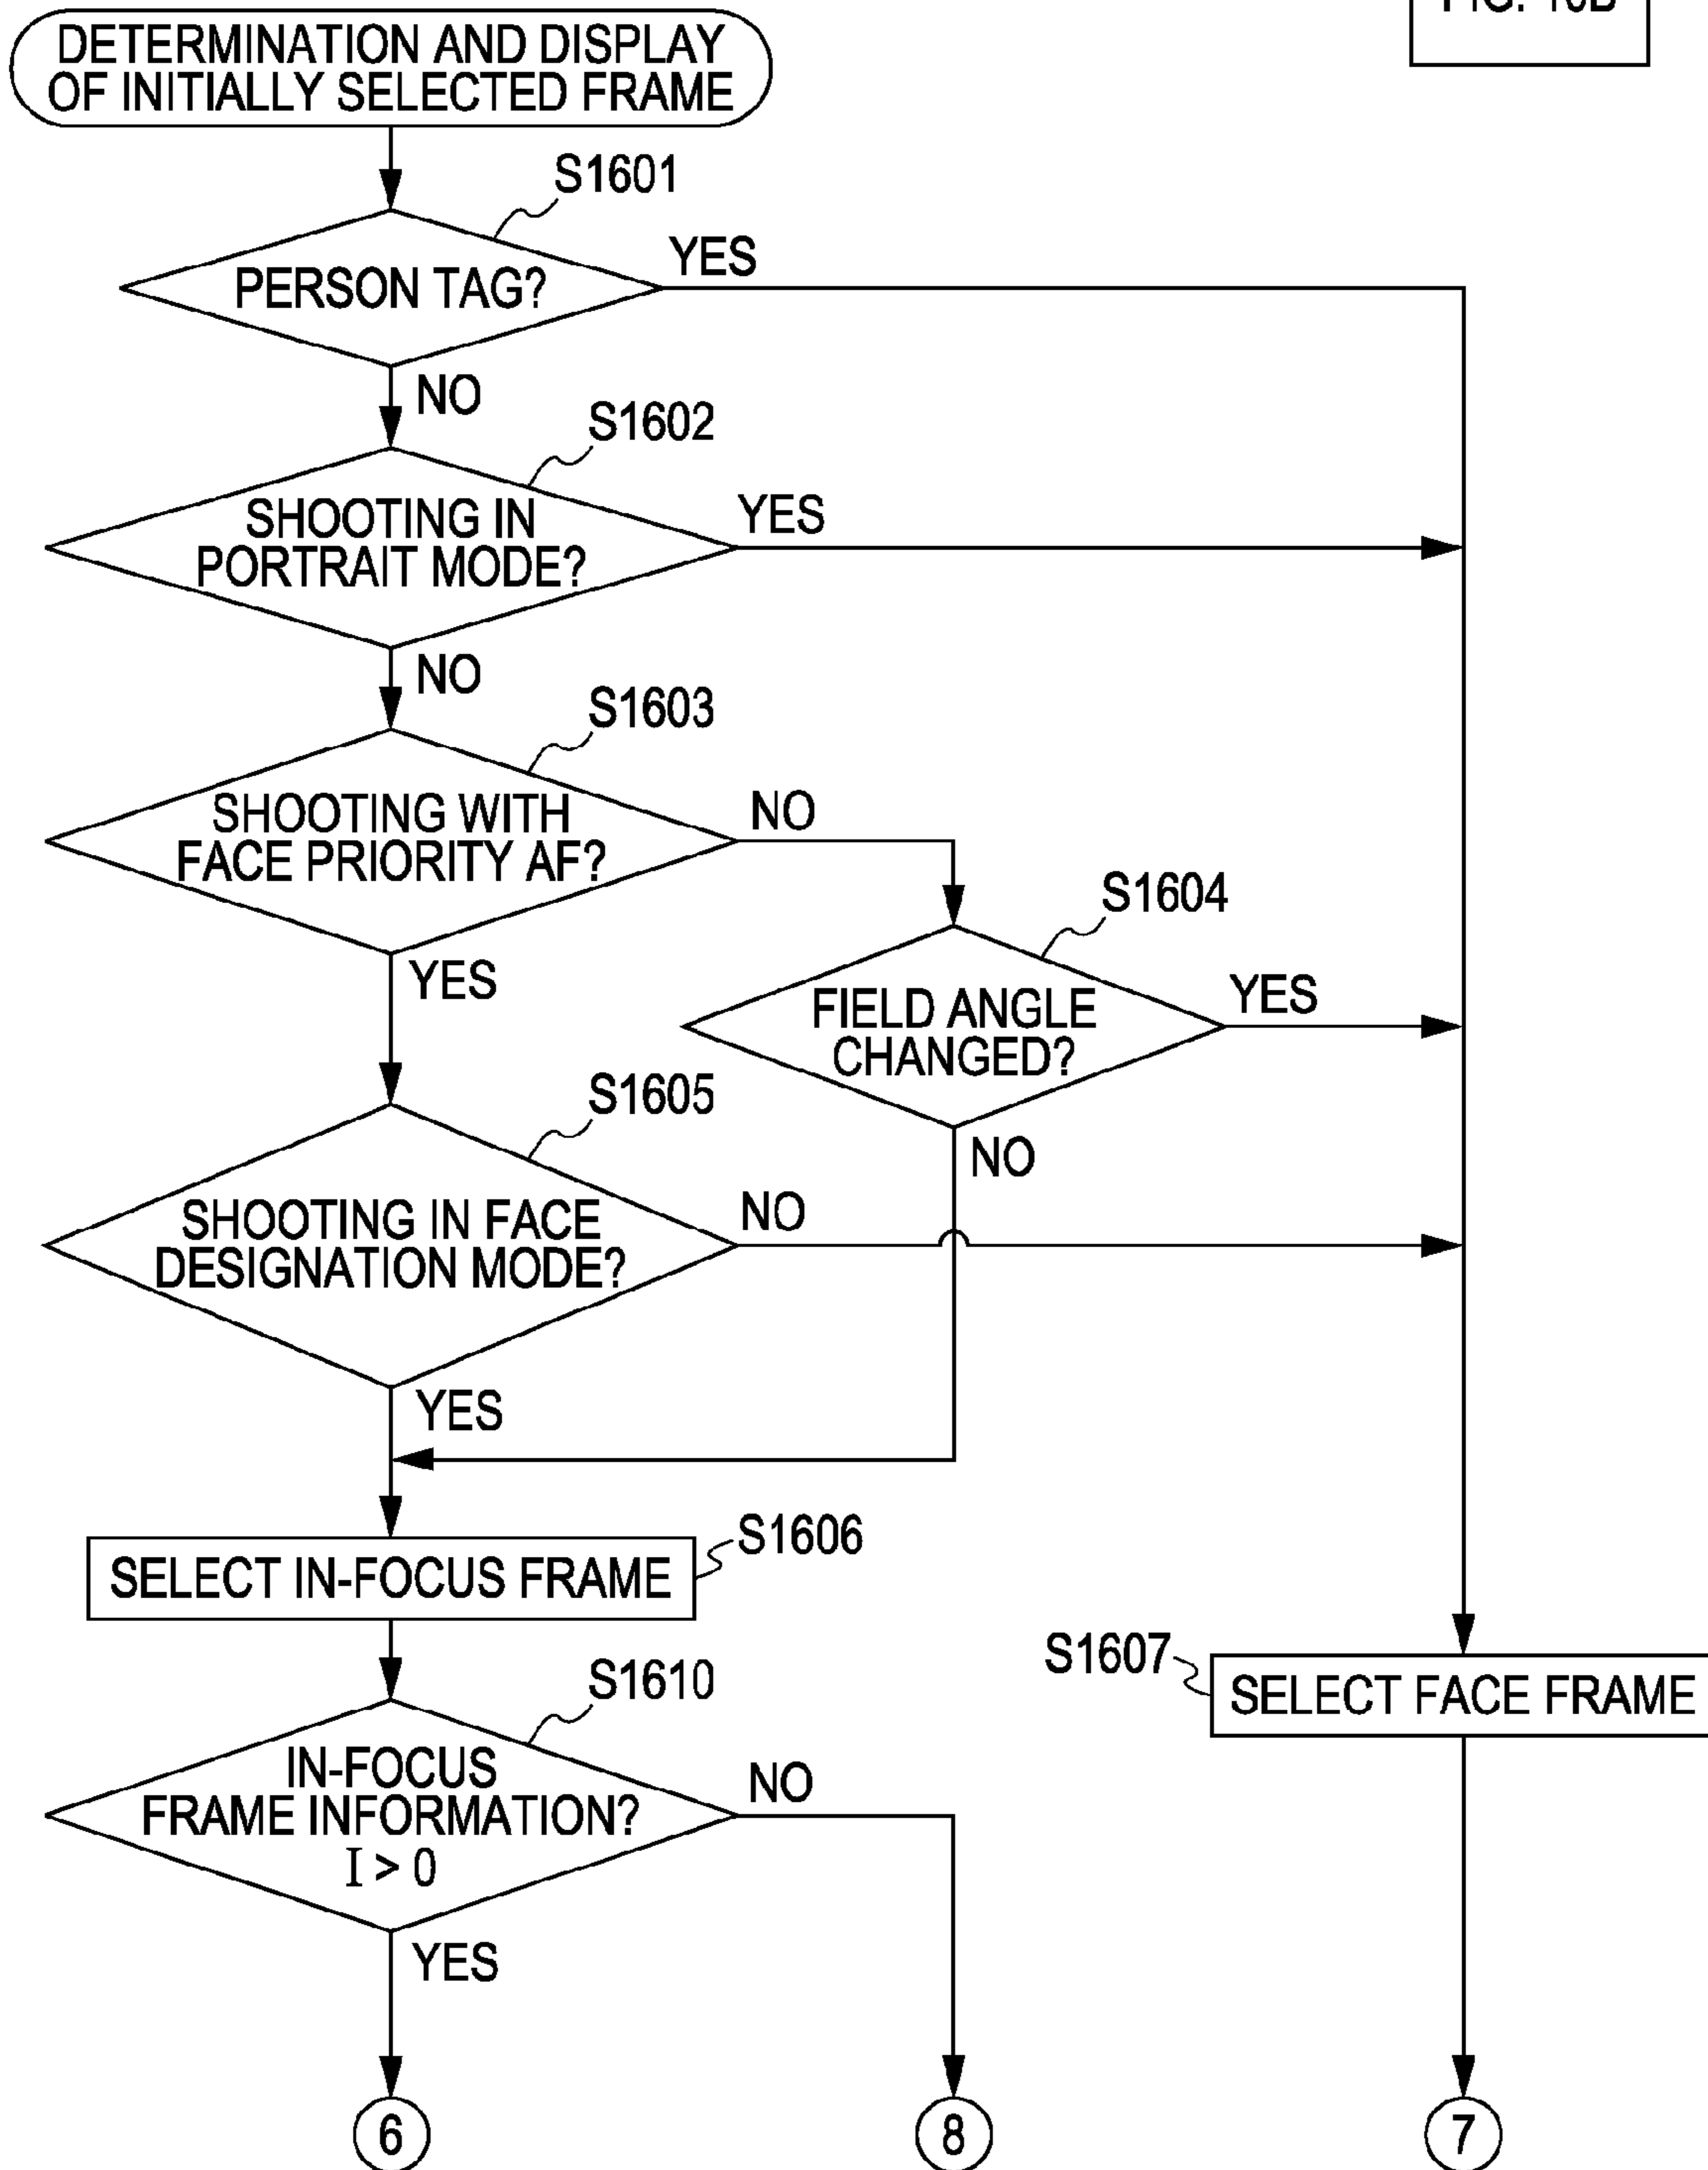 DETERMINATION AND DISPLAY
OF INITIALLY SELECTED FRAME
S1601
PERSON TAG?
YES
NO
S1602
SHOOTING IN
PORTRAIT MODE?
YES
NO
S1603
SHOOTING WITH
FACE PRIORITY AF?
NO
YES
S1604
FIELD ANGLE
CHANGED?
YES
NO
S1605
SHOOTING IN FACE
DESIGNATION MODE?
NO
YES
S1606
SELECT IN-FOCUS FRAME
S1607
SELECT FACE FRAME
S1610
IN-FOCUS
FRAME INFORMATION?
I > 0
NO
YES
6
8
7